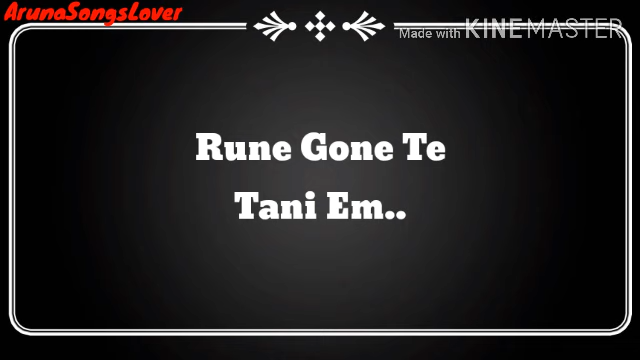 ArunaSongsLover
Made with KINEMASTER
Rune Gone Te
Tani Em..